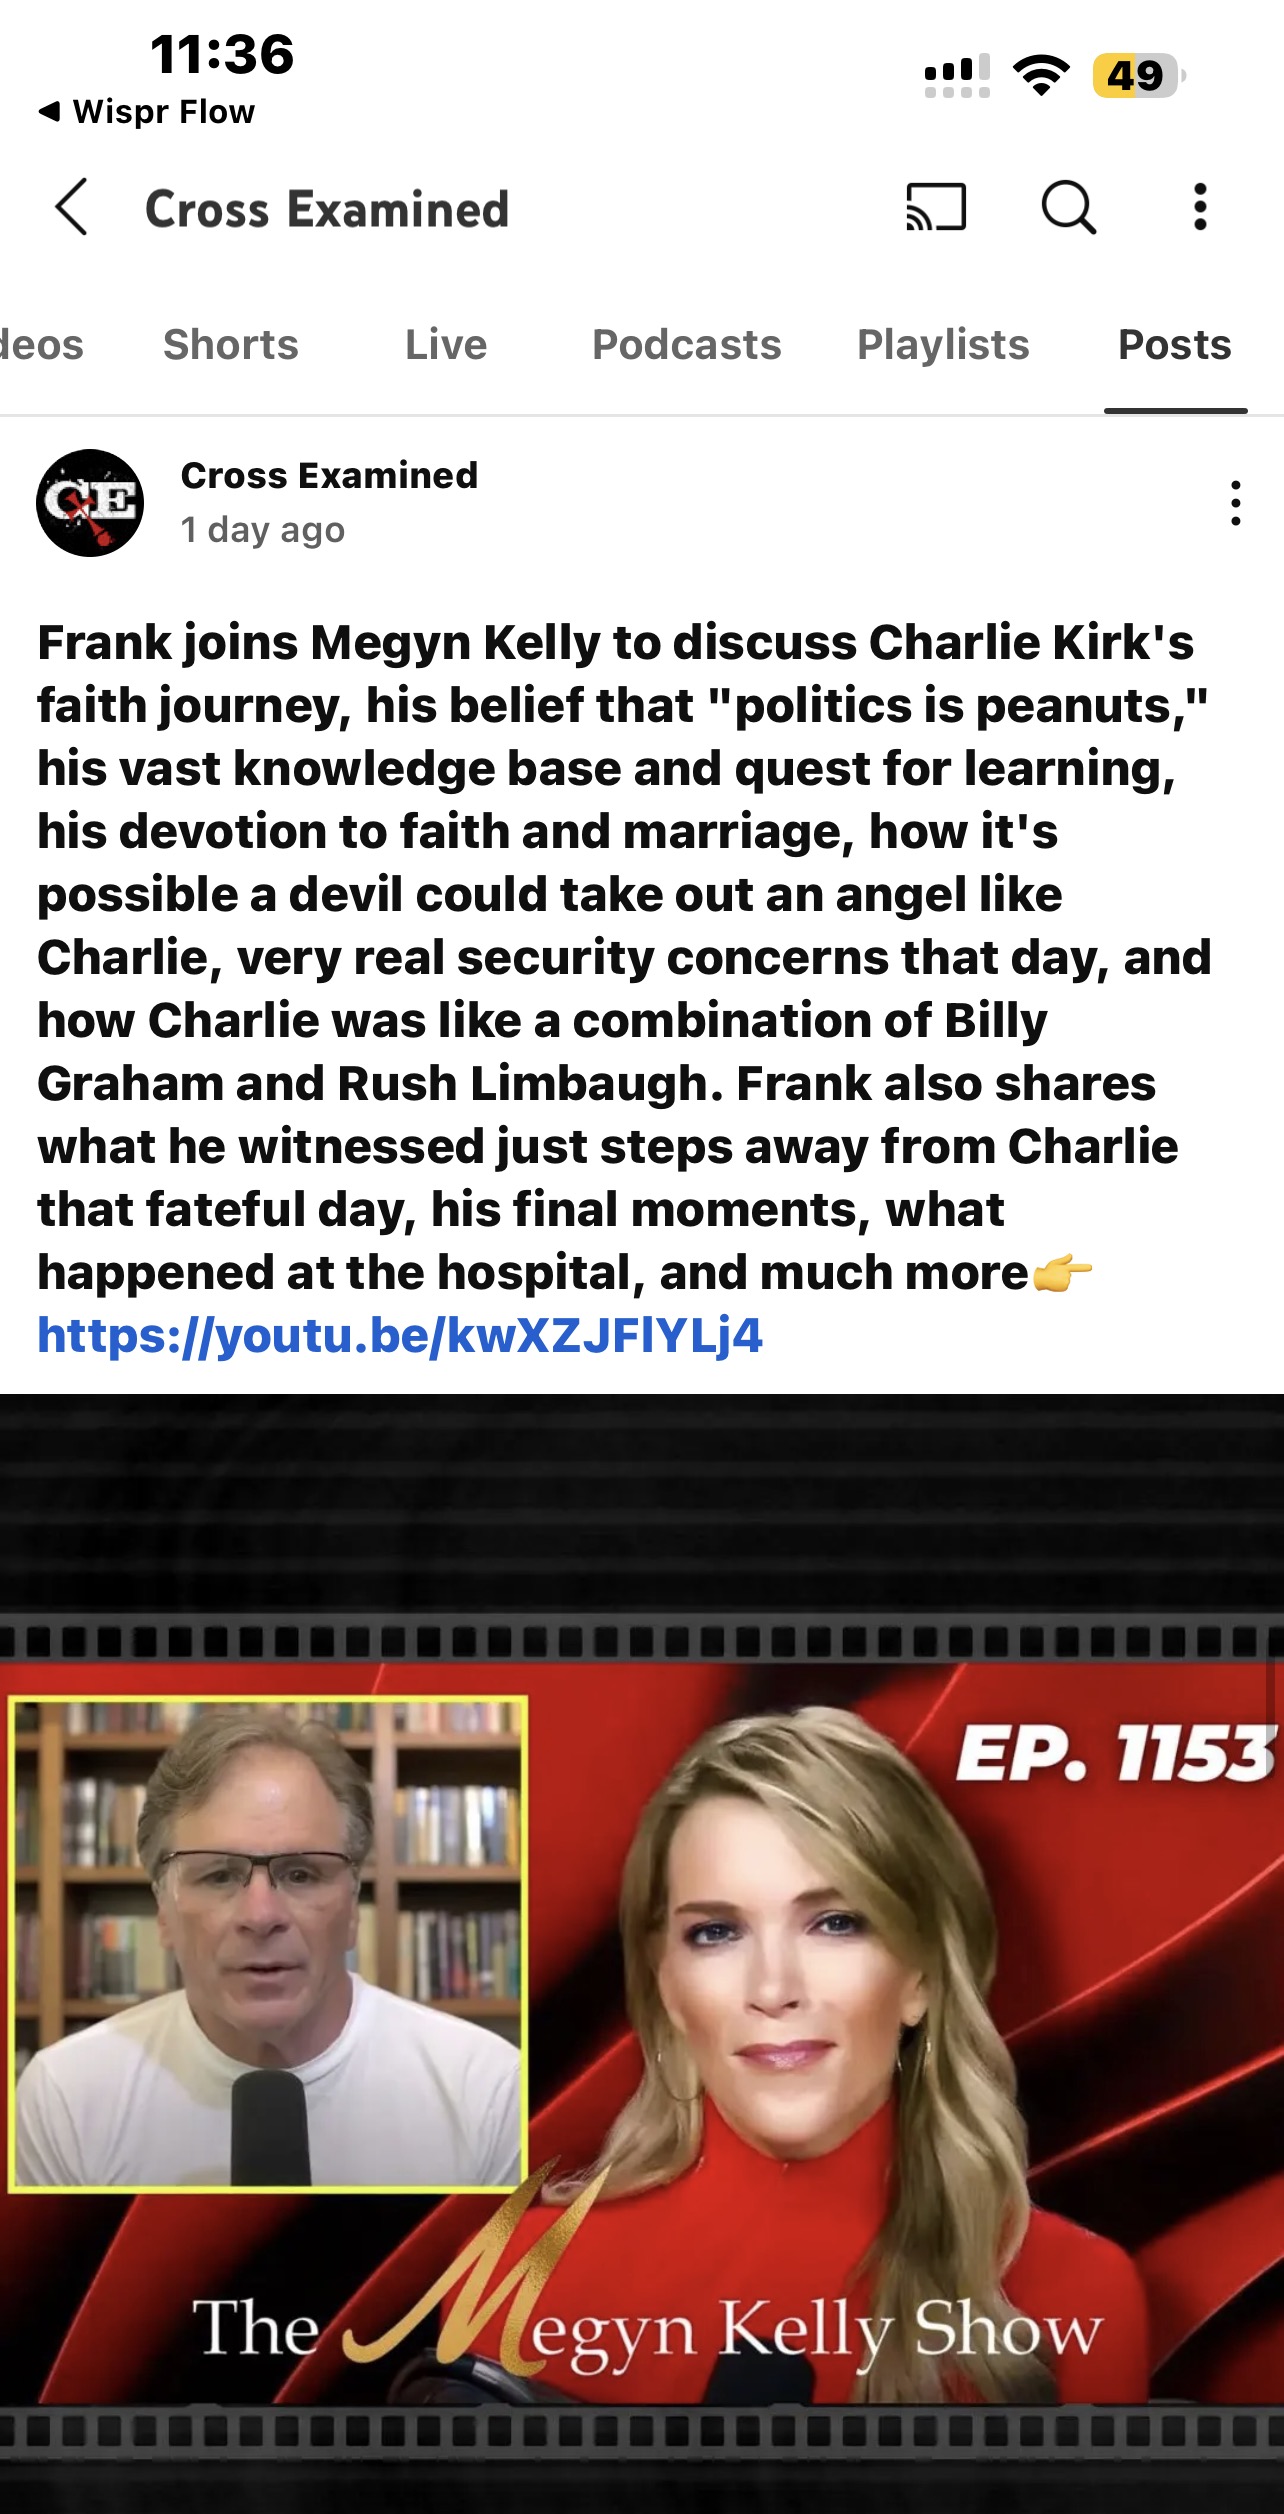 11:36
49
◀ Wispr Flow
Cross Examined
deos Shorts Live Podcasts Playlists Posts
CE
Cross Examined
1 day ago
Frank joins Megyn Kelly to discuss Charlie Kirk's
faith journey, his belief that "politics is peanuts,"
his vast knowledge base and quest for learning,
his devotion to faith and marriage, how it's
possible a devil could take out an angel like
Charlie, very real security concerns that day, and
how Charlie was like a combination of Billy
Graham and Rush Limbaugh. Frank also shares
what he witnessed just steps away from Charlie
that fateful day, his final moments, what
happened at the hospital, and much more👉
https://youtu.be/kwXZJFlYLj4
EP. 1153
The Megyn Kelly Show